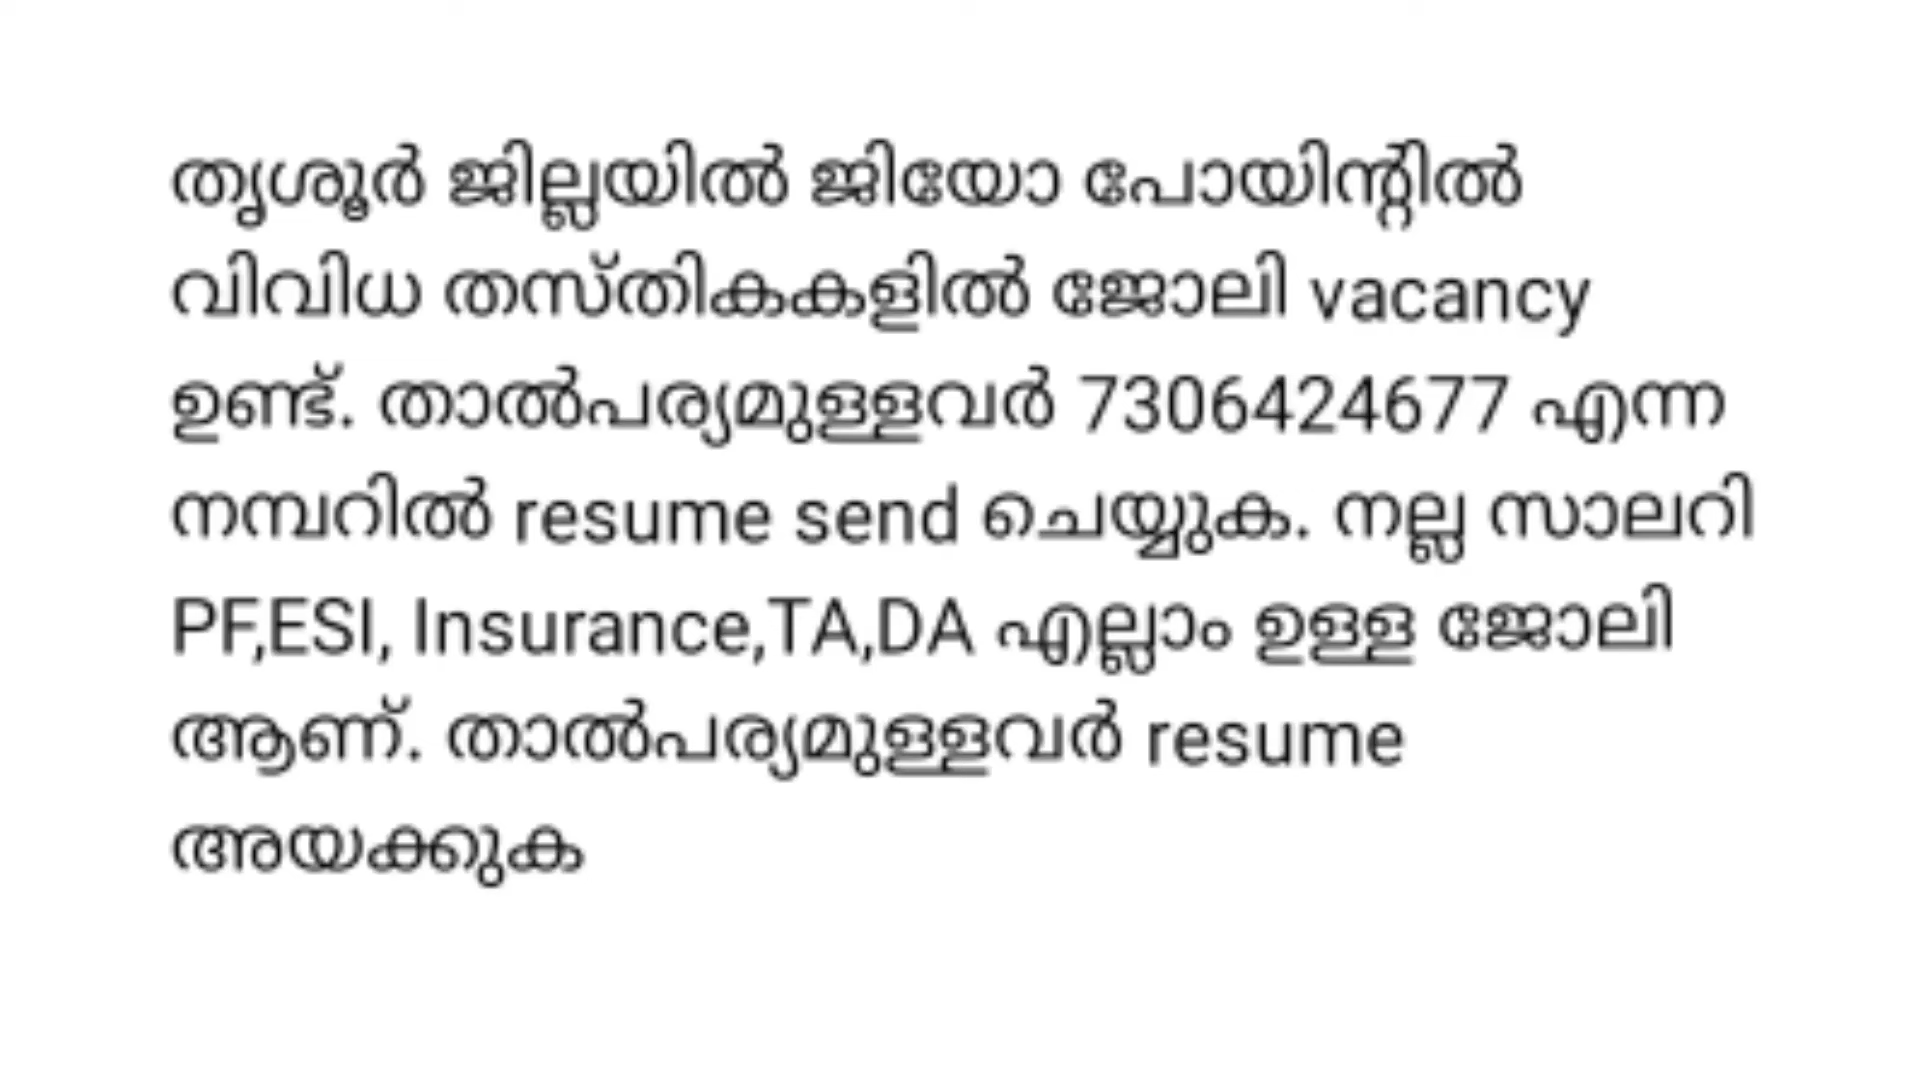 തൃശൂർ ജില്ലയിൽ ജിയോ പോയിന്റിൽ
വിവിധ തസ്തികകളിൽ ജോലി vacancy
ഉണ്ട്. താൽപര്യമുള്ളവർ 7306424677 എന്ന
നമ്പറിൽ resume send ചെയ്യുക. നല്ല സാലറി
PF,ESI, Insurance,TA,DA എല്ലാം ഉള്ള ജോലി
ആണ്. താൽപര്യമുള്ളവർ resume
അയക്കുക